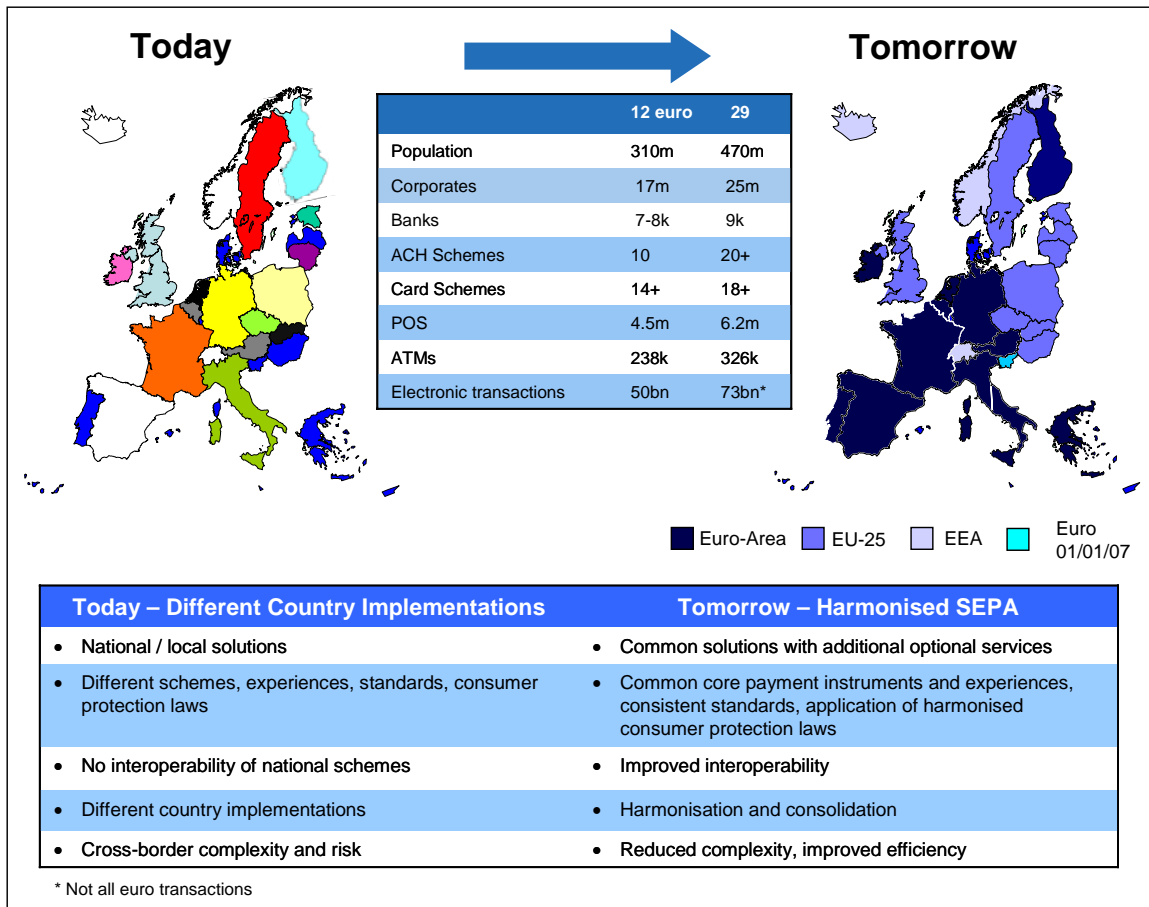 Today
Tomorrow
12 euro 29
Population 310m 470m
Corporates 17m 25m
Banks 7-8k 9k
ACH Schemes 10 20+
Card Schemes 14+ 18+
POS 4.5m 6.2m
ATMs 238k 326k
Electronic transactions 50bn 73bn*
Euro-Area EU-25 EEA Euro
01/01/07
Today – Different Country Implementations Tomorrow – Harmonised SEPA
• National / local solutions • Common solutions with additional optional services
• Different schemes, experiences, standards, consumer
protection laws
• Common core payment instruments and experiences,
consistent standards, application of harmonised
consumer protection laws
• No interoperability of national schemes • Improved interoperability
• Different country implementations • Harmonisation and consolidation
• Cross-border complexity and risk • Reduced complexity, improved efficiency
* Not all euro transactions